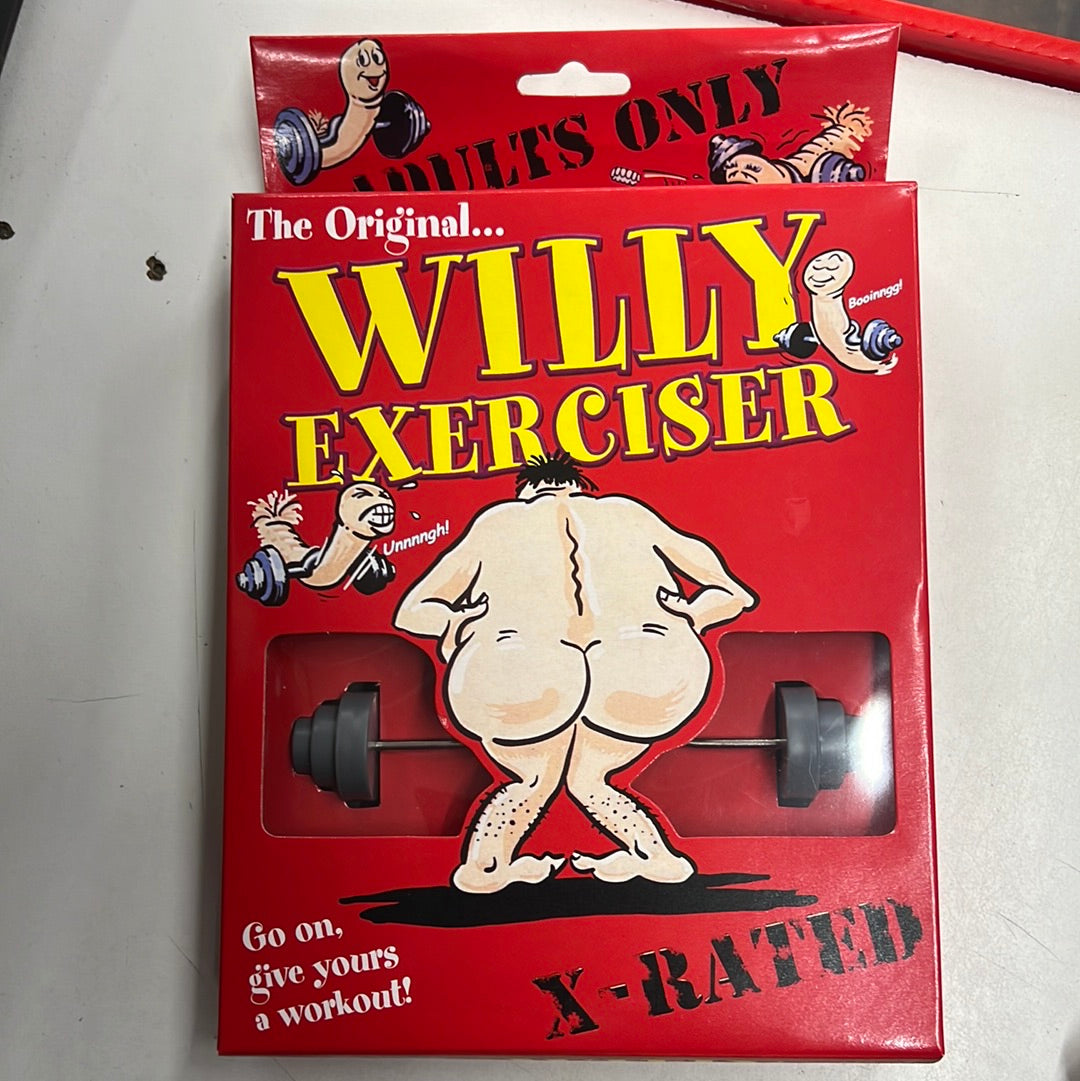 ADULTS ONLY
The Original...
WILLY
Booinngg!
EXERCISER
Unnnngh!
Go on,
give yours
a workout!
X-RATED